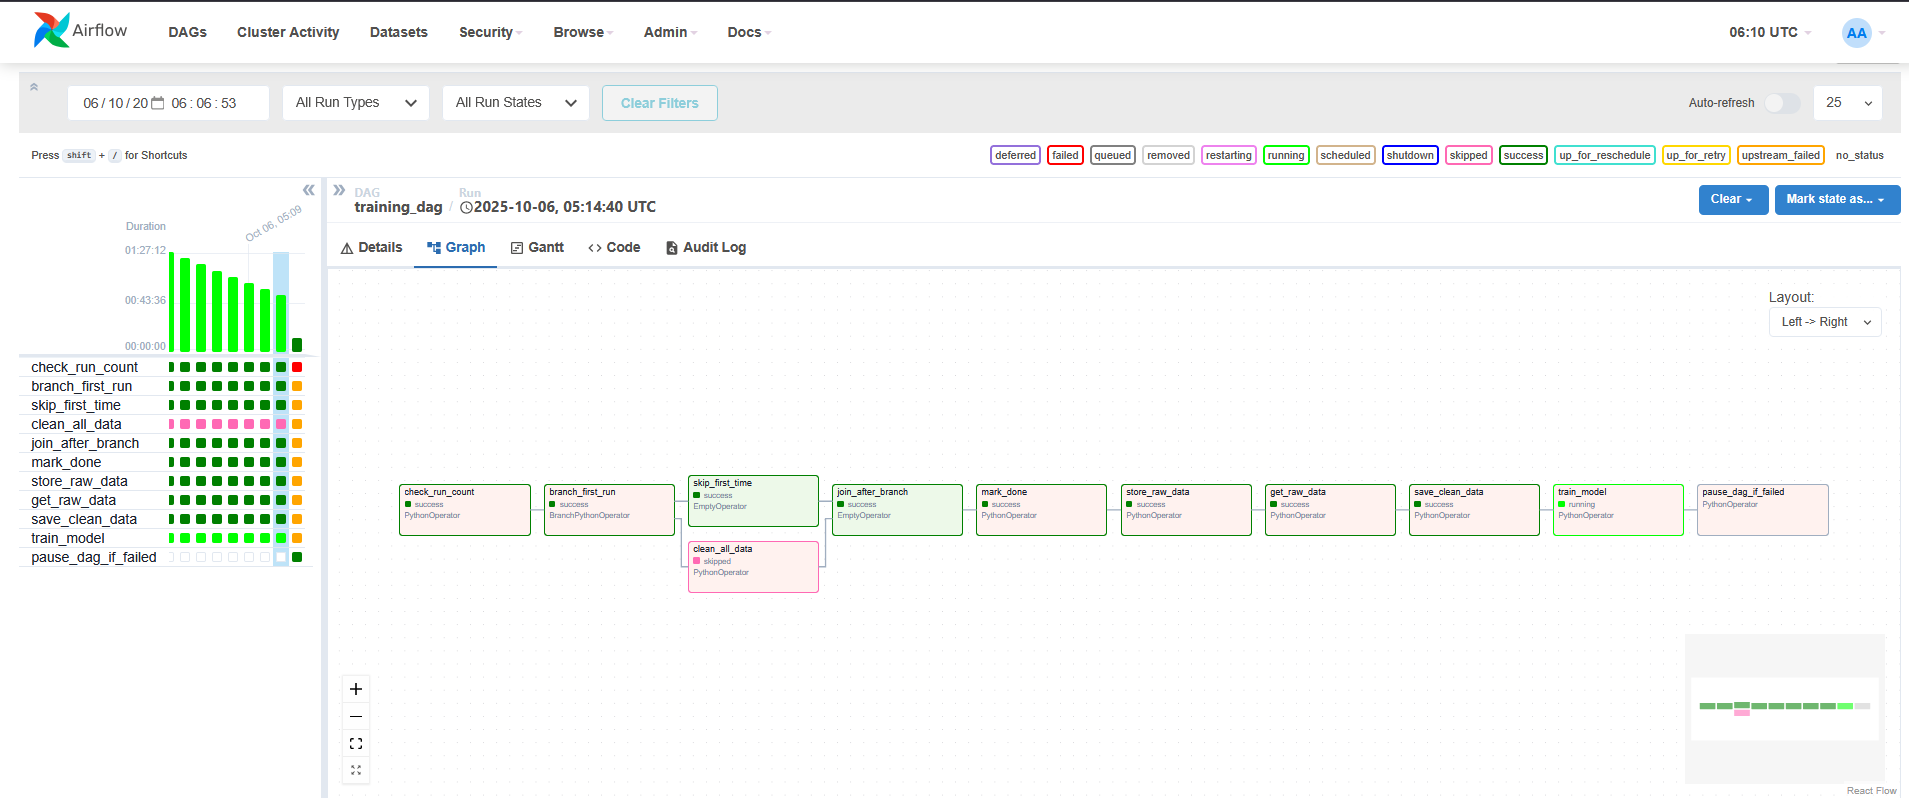 Airflow
DAGs
Cluster Activity
Datasets
Security
Browse
Admin
Docs
06:10 UTC
AA
06 / 10 / 20 06 : 06 : 53
All Run Types
All Run States
Clear Filters
Auto-refresh
25
Press shift + / for Shortcuts
deferred
failed
queued
removed
restarting
running
scheduled
shutdown
skipped
success
up_for_reschedule
up_for_retry
upstream_failed
no_status
Duration
Oct 06, 05:09
01:27:12
00:43:36
00:00:00
check_run_count
branch_first_run
skip_first_time
clean_all_data
join_after_branch
mark_done
store_raw_data
get_raw_data
save_clean_data
train_model
pause_dag_if_failed
DAG
training_dag
/
Run
2025-10-06, 05:14:40 UTC
Clear
Mark state as...
Details
Graph
Gantt
Code
Audit Log
Layout:
Left -> Right
check_run_count
success
PythonOperator
branch_first_run
success
BranchPythonOperator
skip_first_time
success
EmptyOperator
clean_all_data
skipped
PythonOperator
join_after_branch
success
EmptyOperator
mark_done
success
PythonOperator
store_raw_data
success
PythonOperator
get_raw_data
success
PythonOperator
save_clean_data
success
PythonOperator
train_model
running
PythonOperator
pause_dag_if_failed
PythonOperator
React Flow